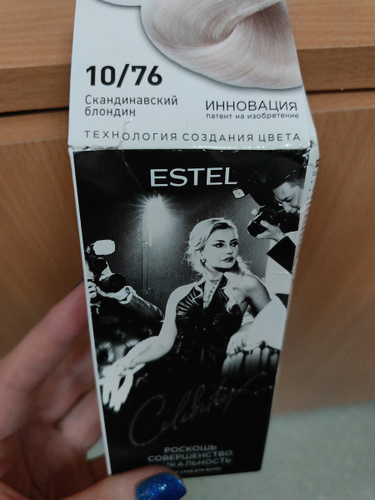 10/76
Скандинавский
блондин
ИННОВАЦИЯ
патент на изобретение
ТЕХНОЛОГИЯ СОЗДАНИЯ ЦВЕТА
ESTEL
Celebrity
РОСКОШЬ
СОВЕРШЕНСТВО